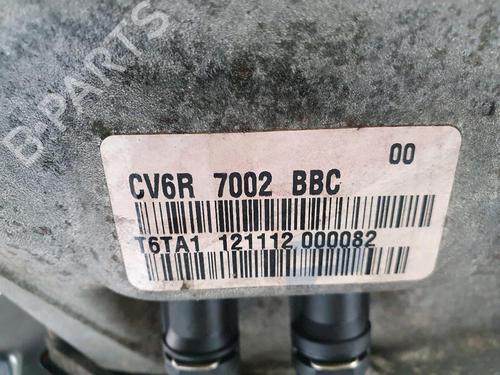 B-PARTS
00
CV6R 7002 BBC
T6TA1 121112 000082